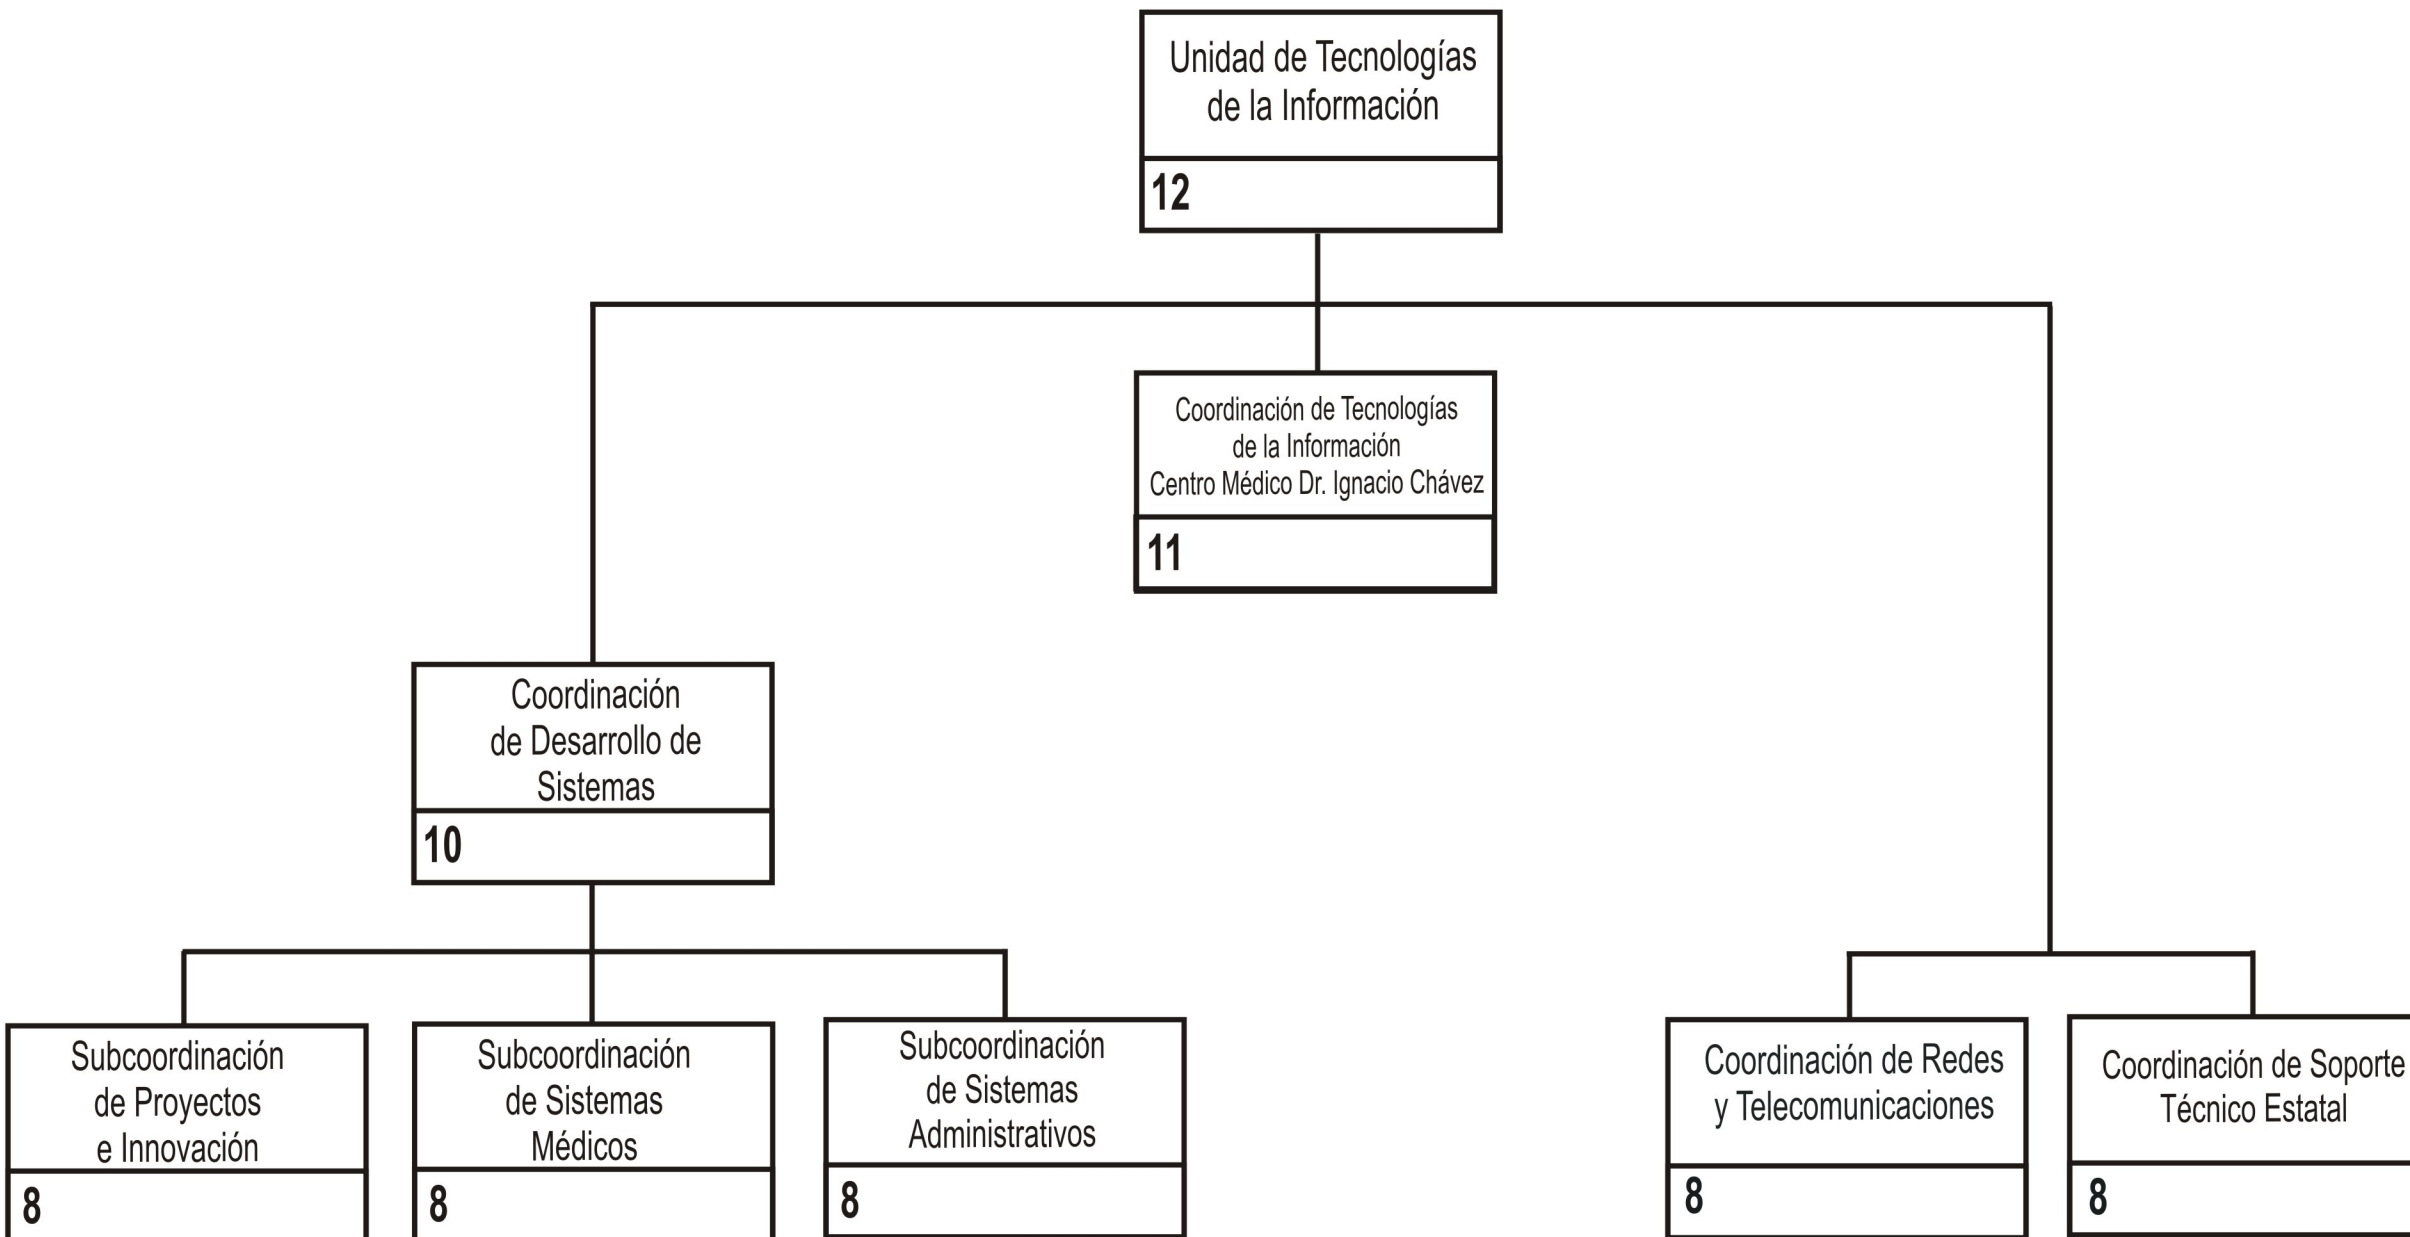 Unidad de Tecnologías
de la Información
12
Coordinación de Tecnologías
de la Información
Centro Médico Dr. Ignacio Chávez
11
Coordinación
de Desarrollo de
Sistemas
10
Subcoordinación
de Proyectos
e Innovación
8
Subcoordinación
de Sistemas
Médicos
8
Subcoordinación
de Sistemas
Administrativos
8
Coordinación de Redes
y Telecomunicaciones
8
Coordinación de Soporte
Técnico Estatal
8